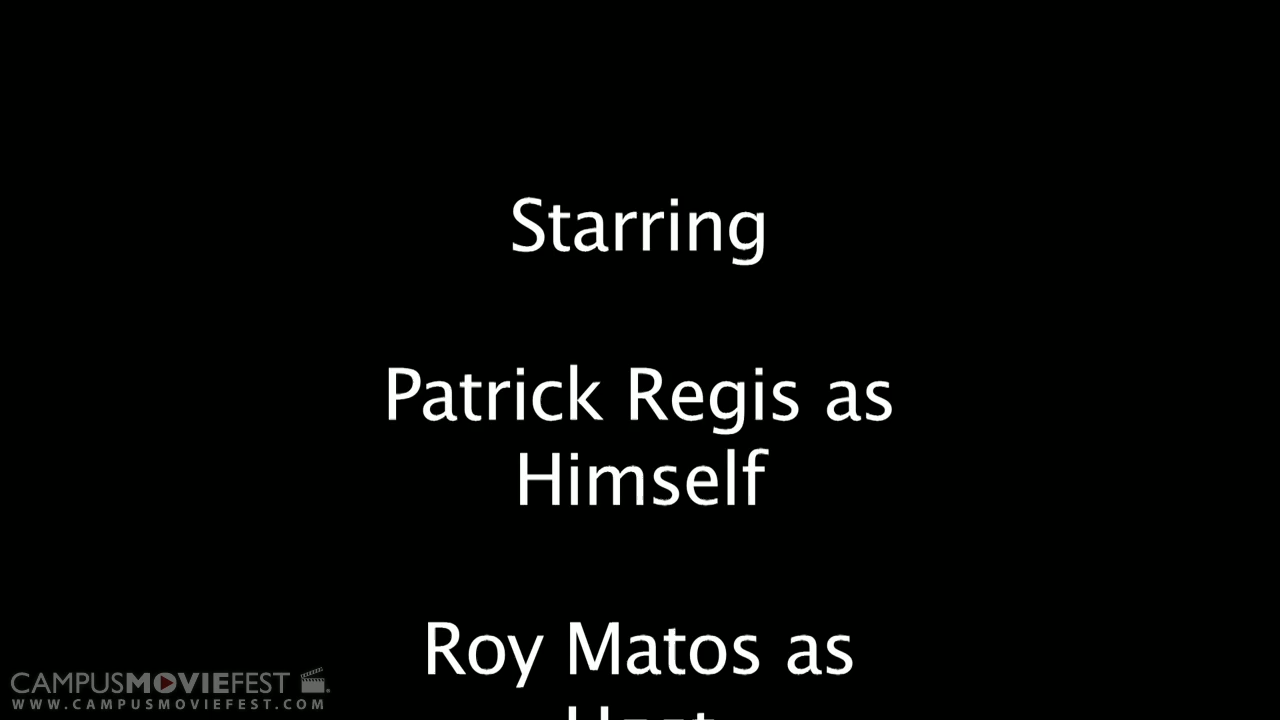 Starring
Patrick Regis as
Himself
Roy Matos as
CAMPUSMOVIEFEST
WWW.CAMPUSMOVIEFEST.COM